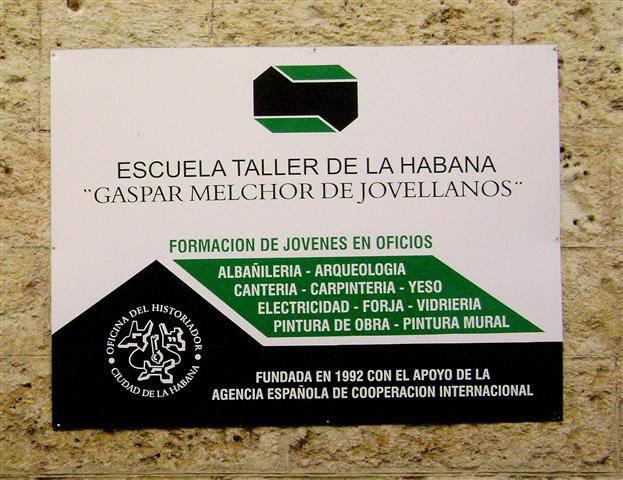 ESCUELA TALLER DE LA HABANA
"GASPAR MELCHOR DE JOVELLANOS"
FORMACION DE JOVENES EN OFICIOS
ALBAÑILERIA - ARQUEOLOGIA
CANTERIA - CARPINTERIA - YESO
ELECTRICIDAD - FORJA - VIDRIERIA
PINTURA DE OBRA - PINTURA MURAL
OFICINA DEL HISTORIADOR
CIUDAD DE LA HABANA
FUNDADA EN 1992 CON EL APOYO DE LA
AGENCIA ESPAÑOLA DE COOPERACION INTERNACIONAL